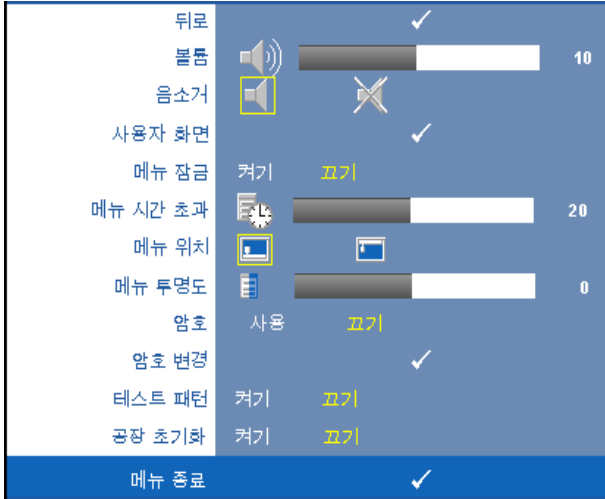 뒤로
볼륨 10
음소거
사용자 화면
메뉴 잠금 켜기 끄기
메뉴 시간 초과 20
메뉴 위치
메뉴 투명도 0
암호 사용 끄기
암호 변경
테스트 패턴 켜기 끄기
공장 초기화 켜기 끄기
메뉴 종료